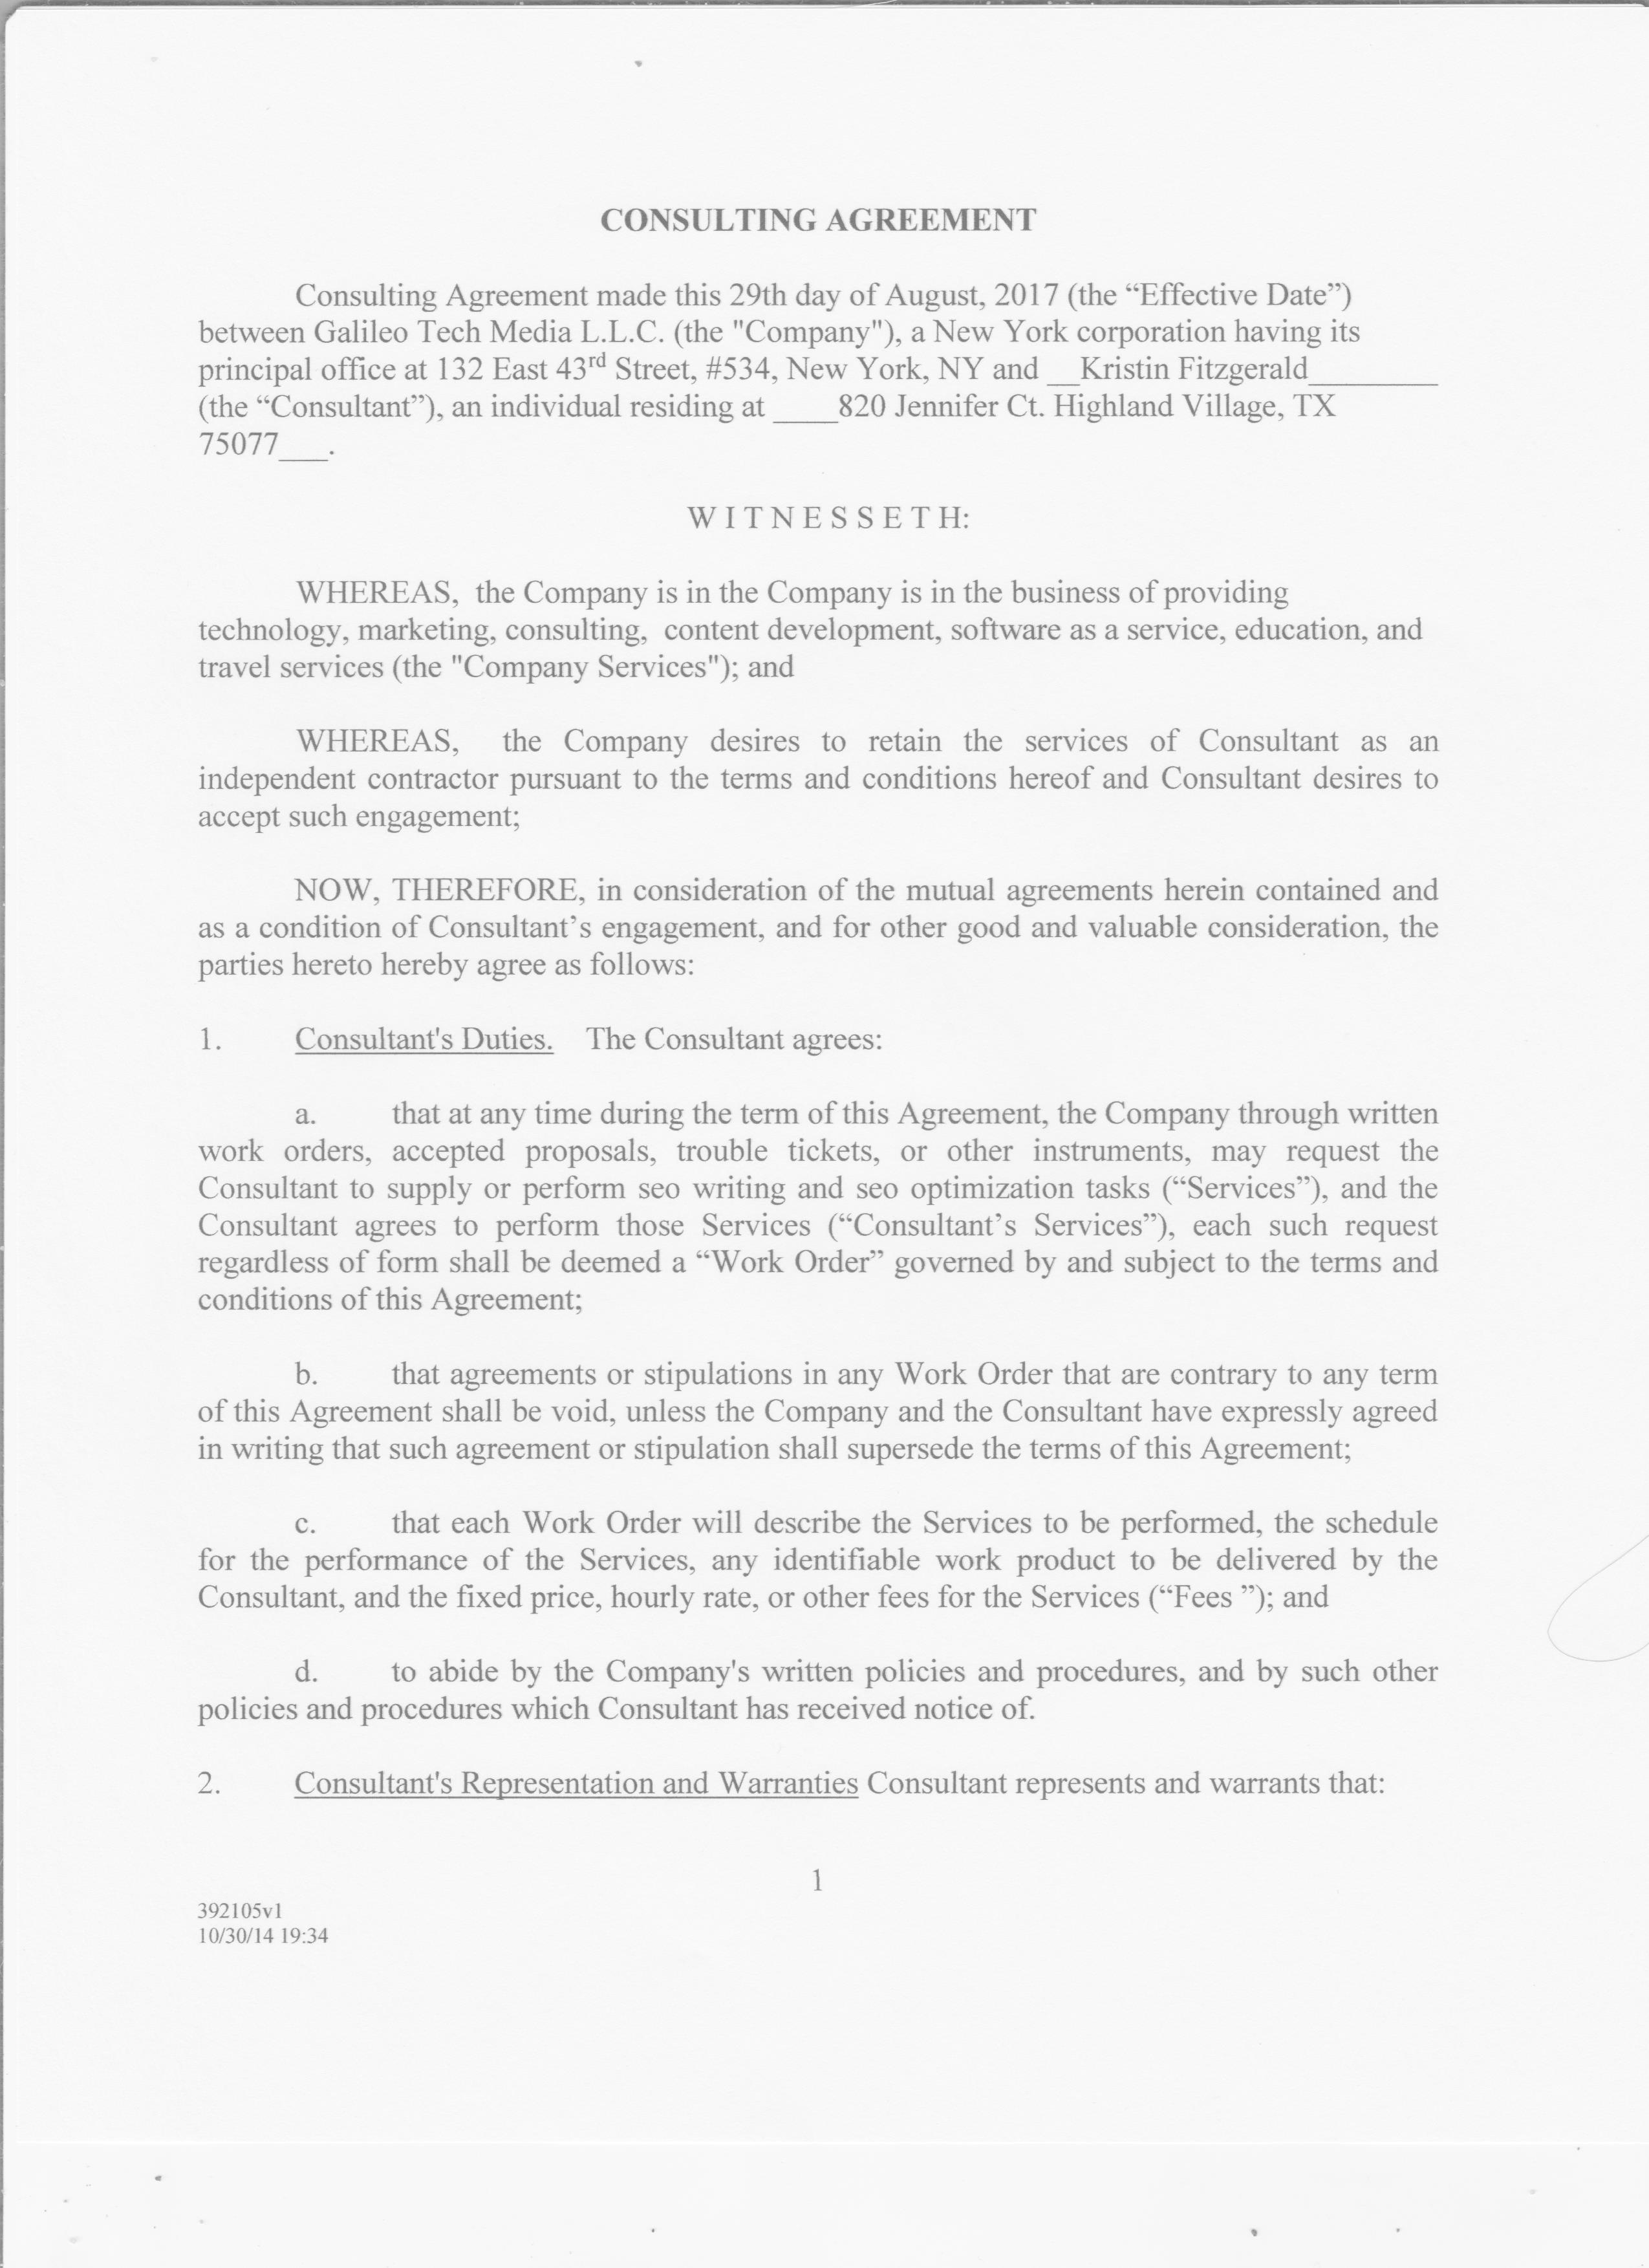 CONSULTING AGREEMENT
Consulting Agreement made this 29th day of August, 2017 (the “Effective Date”)
between Galileo Tech Media L.L.C. (the "Company"), a New York corporation having its
principal office at 132 East 43rd Street, #534, New York, NY and __Kristin Fitzgerald________
(the “Consultant”), an individual residing at ____820 Jennifer Ct. Highland Village, TX
75077___.
W I T N E S S E T H:
WHEREAS, the Company is in the Company is in the business of providing
technology, marketing, consulting, content development, software as a service, education, and
travel services (the "Company Services"); and
WHEREAS, the Company desires to retain the services of Consultant as an
independent contractor pursuant to the terms and conditions hereof and Consultant desires to
accept such engagement;
NOW, THEREFORE, in consideration of the mutual agreements herein contained and
as a condition of Consultant’s engagement, and for other good and valuable consideration, the
parties hereto hereby agree as follows:
1. Consultant's Duties. The Consultant agrees:
a. that at any time during the term of this Agreement, the Company through written
work orders, accepted proposals, trouble tickets, or other instruments, may request the
Consultant to supply or perform seo writing and seo optimization tasks (“Services”), and the
Consultant agrees to perform those Services (“Consultant’s Services”), each such request
regardless of form shall be deemed a “Work Order” governed by and subject to the terms and
conditions of this Agreement;
b. that agreements or stipulations in any Work Order that are contrary to any term
of this Agreement shall be void, unless the Company and the Consultant have expressly agreed
in writing that such agreement or stipulation shall supersede the terms of this Agreement;
c. that each Work Order will describe the Services to be performed, the schedule
for the performance of the Services, any identifiable work product to be delivered by the
Consultant, and the fixed price, hourly rate, or other fees for the Services (“Fees ”); and
d. to abide by the Company's written policies and procedures, and by such other
policies and procedures which Consultant has received notice of.
2. Consultant's Representation and Warranties Consultant represents and warrants that:
1
392105v1
10/30/14 19:34